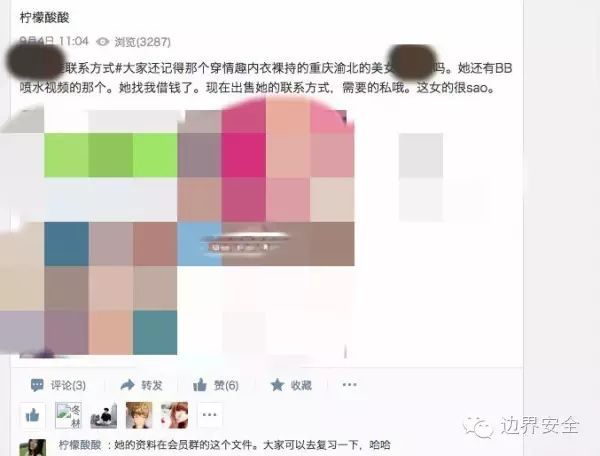 柠檬酸酸
9月4日 11:04 浏览(3287)
联系方式#大家还记得那个穿情趣内衣裸持的重庆渝北的美女 吗。她还有BB
喷水视频的那个。她找我借钱了。现在出售她的联系方式，需要的私哦。这女的很sao。
评论(3) 转发 赞(6) 收藏 ...
冬
林
...
边界安全
柠檬酸酸 : 她的资料在会员群的这个文件。大家可以去复习一下，哈哈